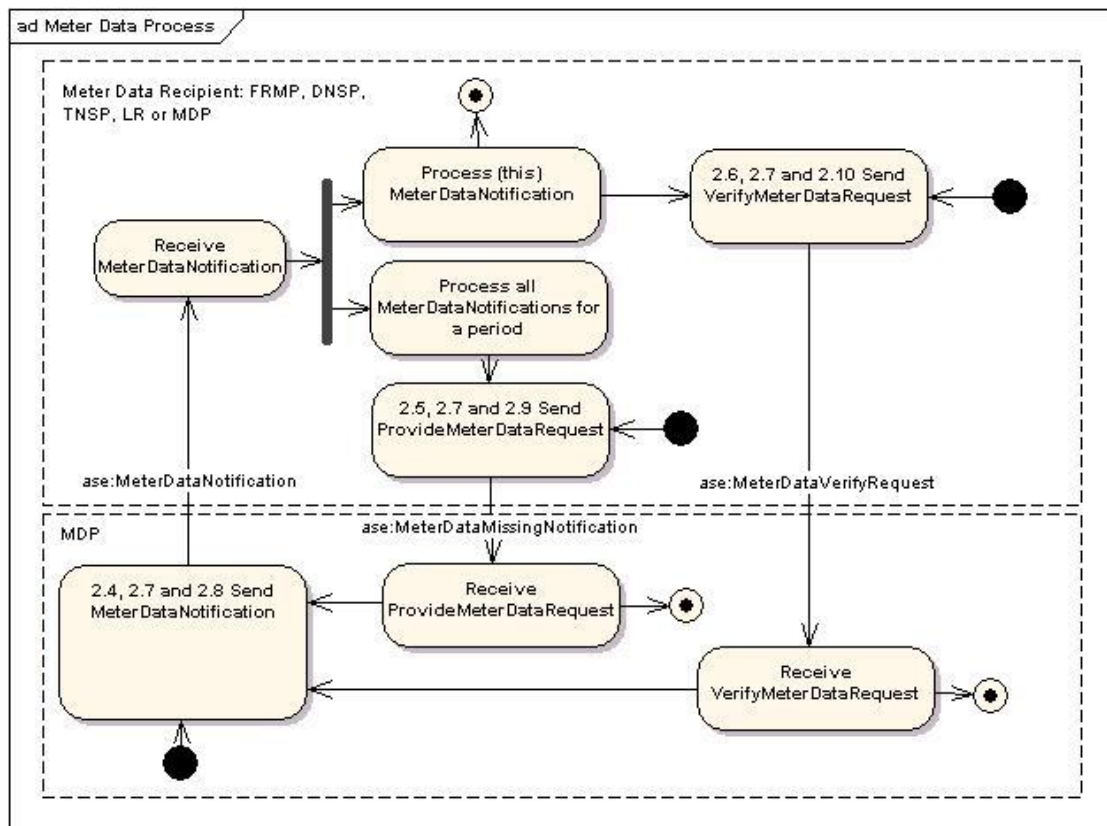 ad Meter Data Process
Meter Data Recipient: FRMP, DNSP,
TNSP, LR or MDP
Process (this)
MeterDataNotification
2.6, 2.7 and 2.10 Send
VerifyMeterDataRequest
Receive
MeterDataNotification
Process all
MeterDataNotifications for
a period
2.5, 2.7 and 2.9 Send
ProvideMeterDataRequest
ase:MeterDataNotification
ase:MeterDataVerifyRequest
ase:MeterDataMissingNotification
MDP
2.4, 2.7 and 2.8 Send
MeterDataNotification
Receive
ProvideMeterDataRequest
Receive
VerifyMeterDataRequest